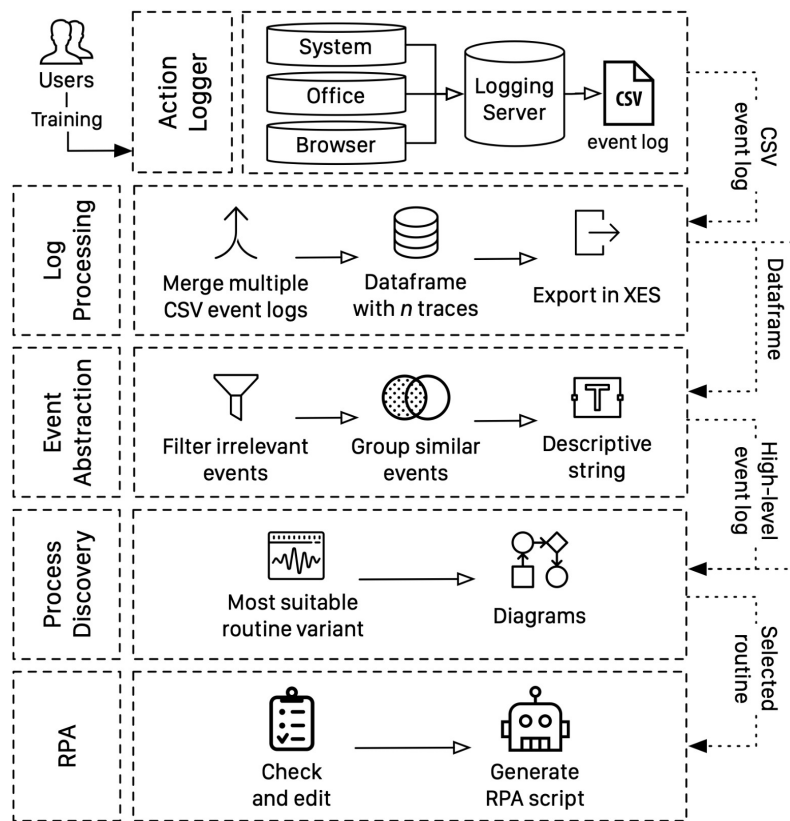 Users
Training
Action
Logger
System
Office
Browser
Logging
Server
CSV
event log
CSV
event log
Log
Processing
Merge multiple
CSV event logs
Dataframe
with n traces
Export in XES
Dataframe
Event
Abstraction
Filter irrelevant
events
Group similar
events
T
Descriptive
string
High-level
event log
Process
Discovery
Most suitable
routine variant
Diagrams
Selected
routine
RPA
Check
and edit
Generate
RPA script